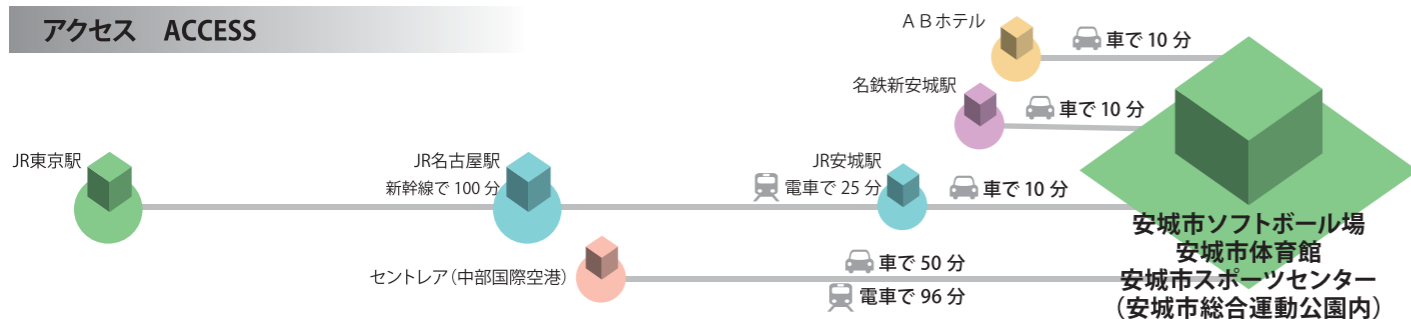 アクセス ACCESS
ABホテル
車で 10 分
名鉄新安城駅
車で 10 分
JR東京駅
JR名古屋駅
新幹線で 100 分
JR安城駅
電車で 25 分
車で 10 分
セントレア（中部国際空港）
車で 50 分
電車で 96 分
安城市ソフトボール場
安城市体育館
安城市スポーツセンター
（安城市総合運動公園内）